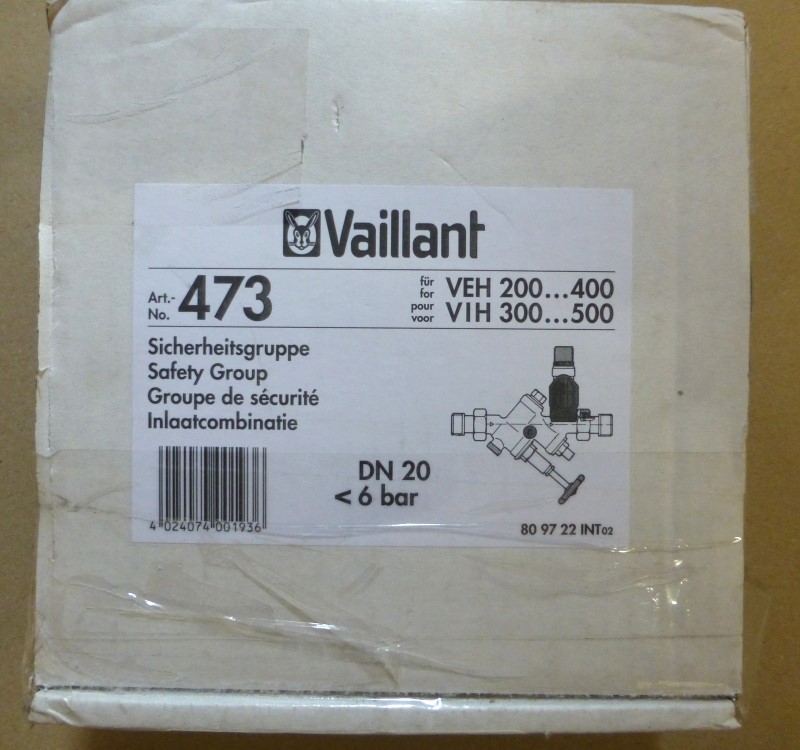 Vaillant
Art.-No. 473
für for pour voor VEH 200...400 VIH 300...500
Sicherheitsgruppe
Safety Group
Groupe de sécurité
Inlaatcombinatie
DN 20
< 6 bar
4 024074 001936
80 97 22 INT02